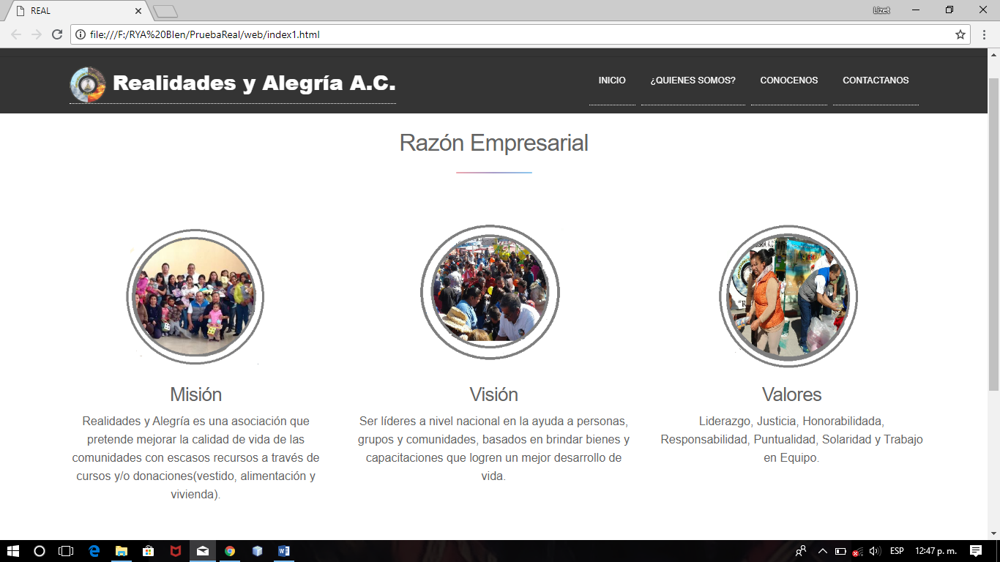 REAL
Lizet
file:///F:/RYA%20BIen/PruebaReal/web/index1.html
Realidades y Alegría A.C.
INICIO
¿QUIENES SOMOS?
CONOCENOS
CONTACTANOS
Razón Empresarial
Misión
Realidades y Alegría es una asociación que
pretende mejorar la calidad de vida de las
comunidades con escasos recursos a través de
cursos y/o donaciones(vestido, alimentación y
vivienda).
Visión
Ser líderes a nivel nacional en la ayuda a personas,
grupos y comunidades, basados en brindar bienes y
capacitaciones que logren un mejor desarrollo de
vida.
Valores
Liderazgo, Justicia, Honorabilidada,
Responsabilidad, Puntualidad, Solaridad y Trabajo
en Equipo.
ESP
12:47 p. m.